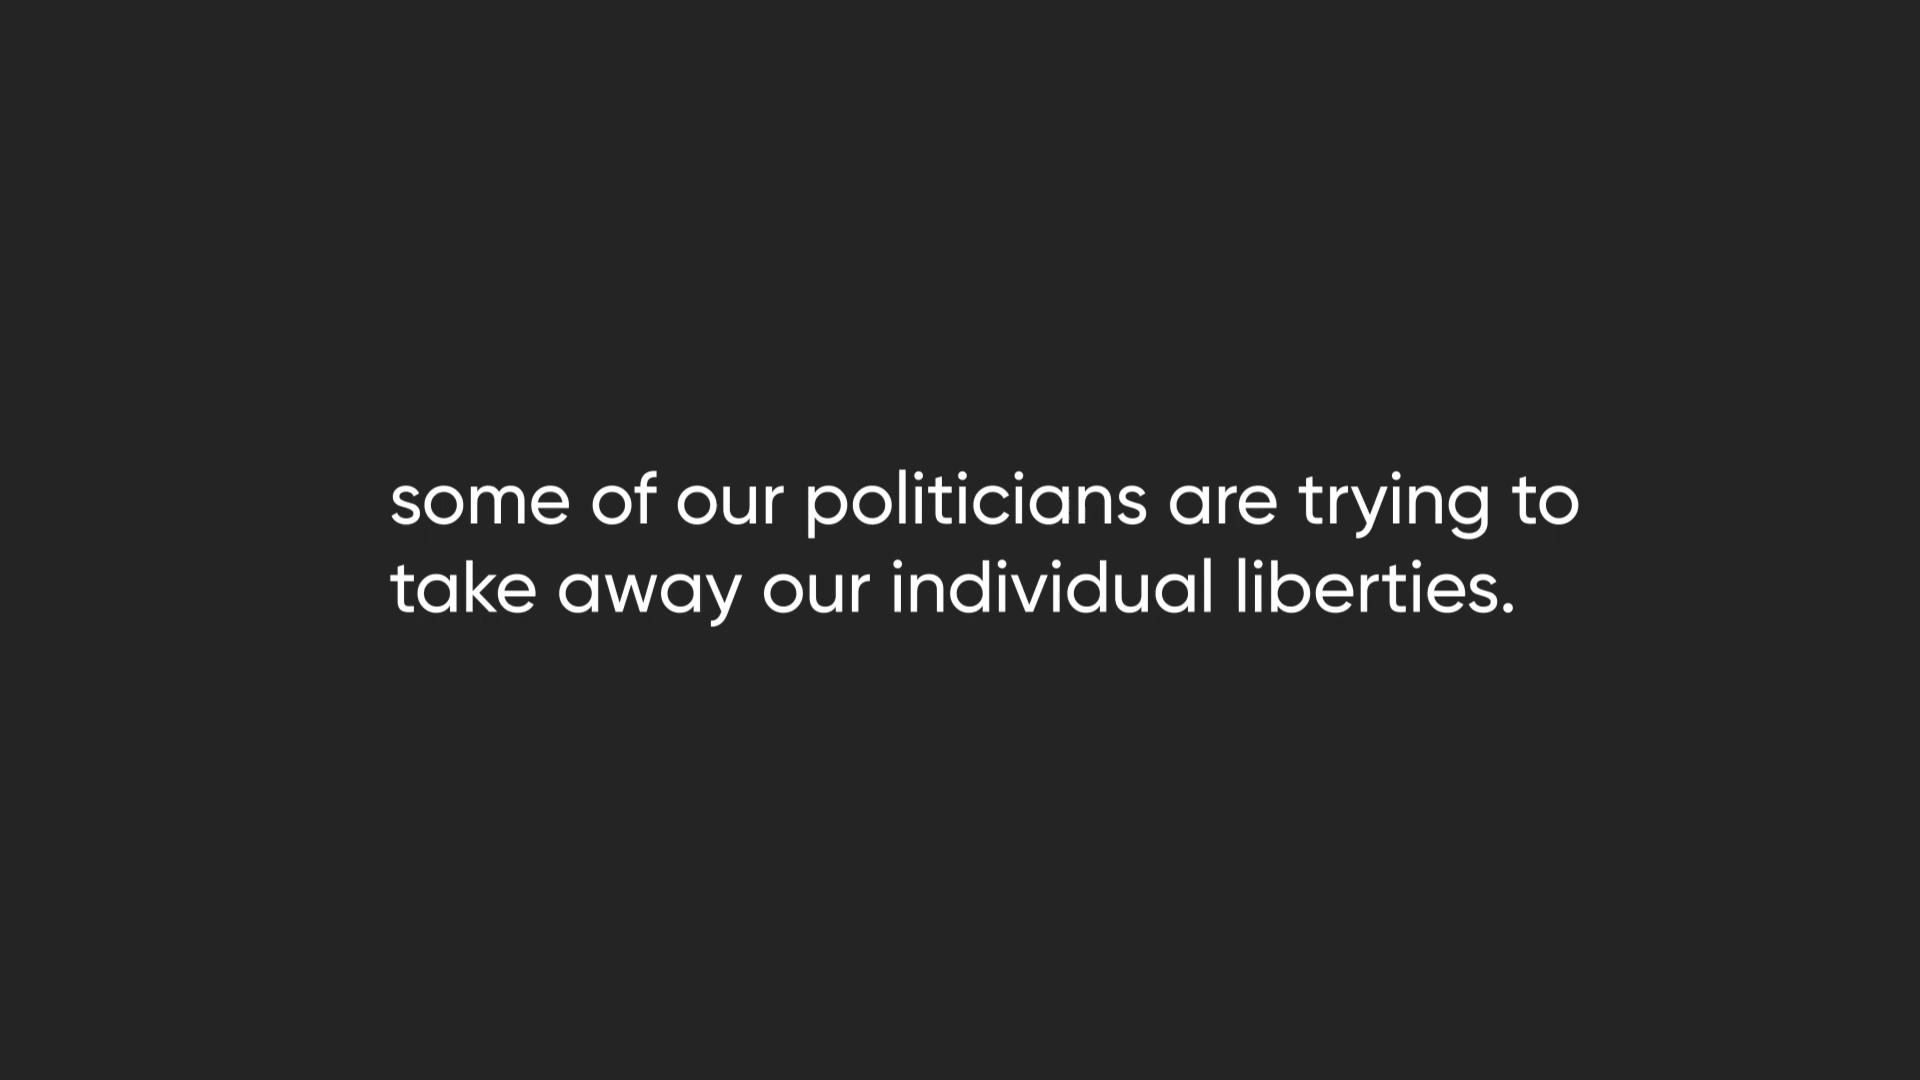 some of our politicians are trying to
take away our individual liberties.